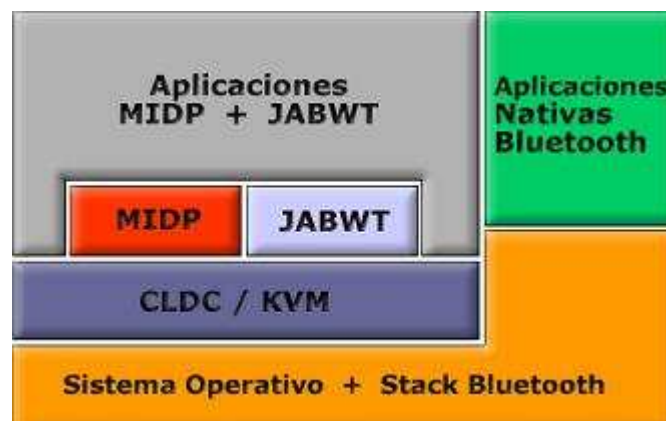 Aplicaciones
MIDP + JABWT
Aplicaciones
Nativas
Bluetooth
MIDP
JABWT
CLDC / KVM
Sistema Operativo + Stack Bluetooth